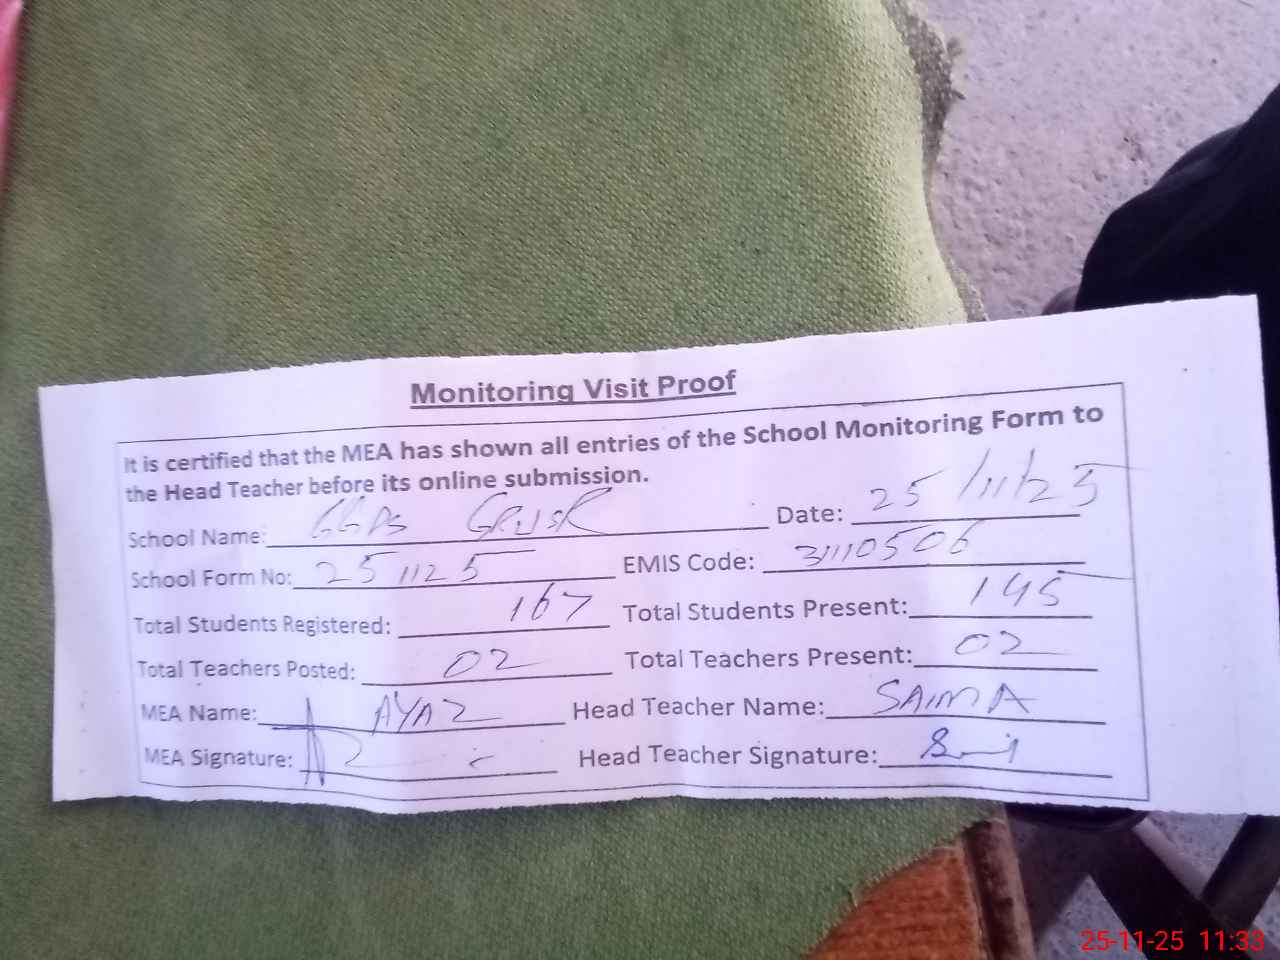 Monitoring Visit Proof
It is certified that the MEA has shown all entries of the School Monitoring Form to
the Head Teacher before its online submission.
School Name: GGPS Date: 25/11/25
School Form No: 251125 EMIS Code: 31110506
Total Students Registered: 167 Total Students Present: 145
Total Teachers Posted: 02 Total Teachers Present: 02
MEA Name: AYAZ Head Teacher Name: SAIMA
MEA Signature: Head Teacher Signature:
25-11-25 11:33